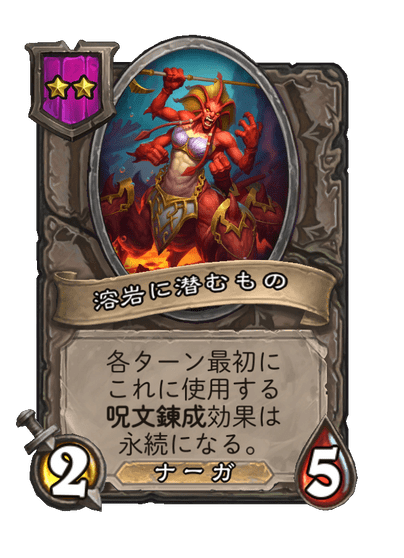 溶岩に潜むもの
各ターン最初に
これに使用する
呪文錬成効果は
永続になる。
ナーガ
2
5